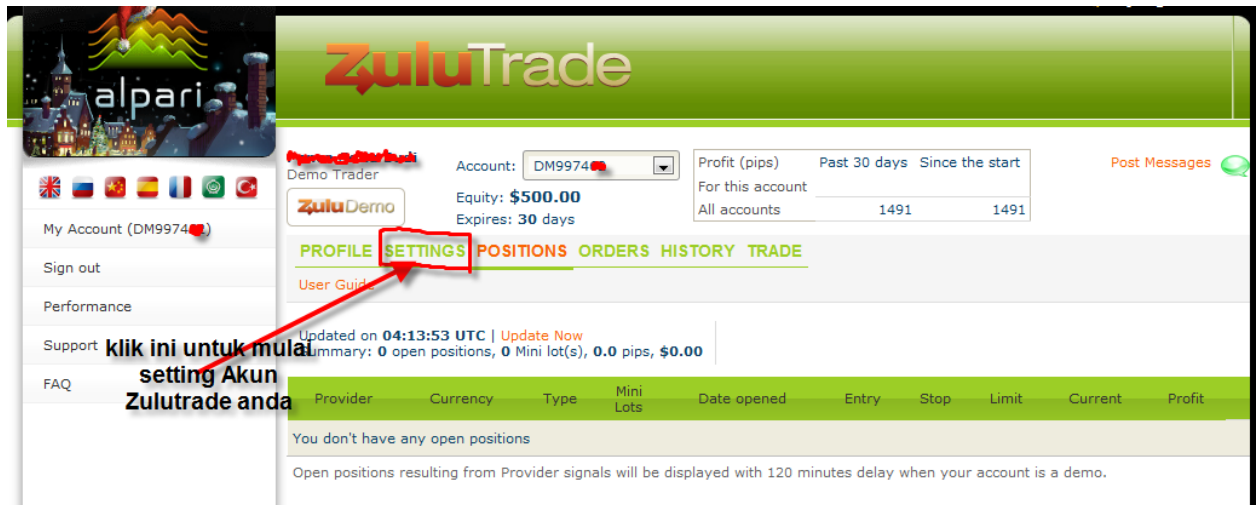 alpari
ZuluTrade
Demo Trader
ZuluDemo
Account: DM9974
Equity: $500.00
Expires: 30 days
Profit (pips) Past 30 days Since the start
For this account
All accounts 1491 1491
Post Messages
My Account (DM9974
Sign out
Performance
Support
FAQ
PROFILE SETTINGS POSITIONS ORDERS HISTORY TRADE
User Guide
Updated on 04:13:53 UTC | Update Now
Summary: 0 open positions, 0 Mini lot(s), 0.0 pips, $0.00
klik ini untuk mulai
setting Akun
Zulutrade anda
Provider Currency Type Mini Lots Date opened Entry Stop Limit Current Profit
You don't have any open positions
Open positions resulting from Provider signals will be displayed with 120 minutes delay when your account is a demo.